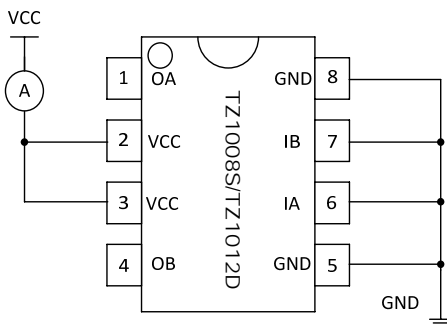 VCC
A
1 OA GND 8
2 VCC IB 7
3 VCC IA 6
4 OB GND 5
TZ1008S/TZ1012D
GND